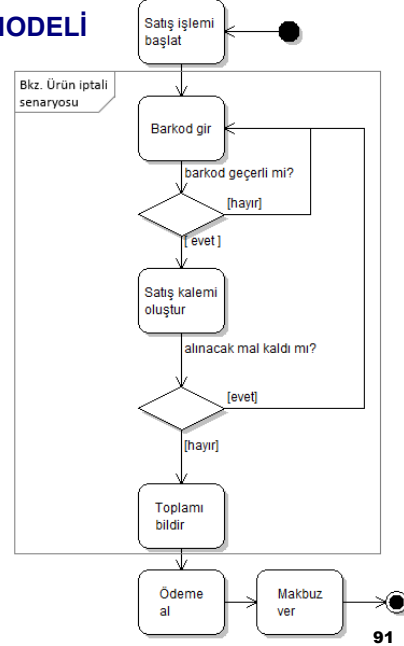 MODELİ
Satış işlemi
başlat
Bkz. Ürün iptali
senaryosu
Barkod gir
barkod geçerli mi?
[hayır]
[ evet ]
Satış kalemi
oluştur
alınacak mal kaldı mı?
[evet]
[hayır]
Toplamı
bildir
Ödeme
al
Makbuz
ver
91